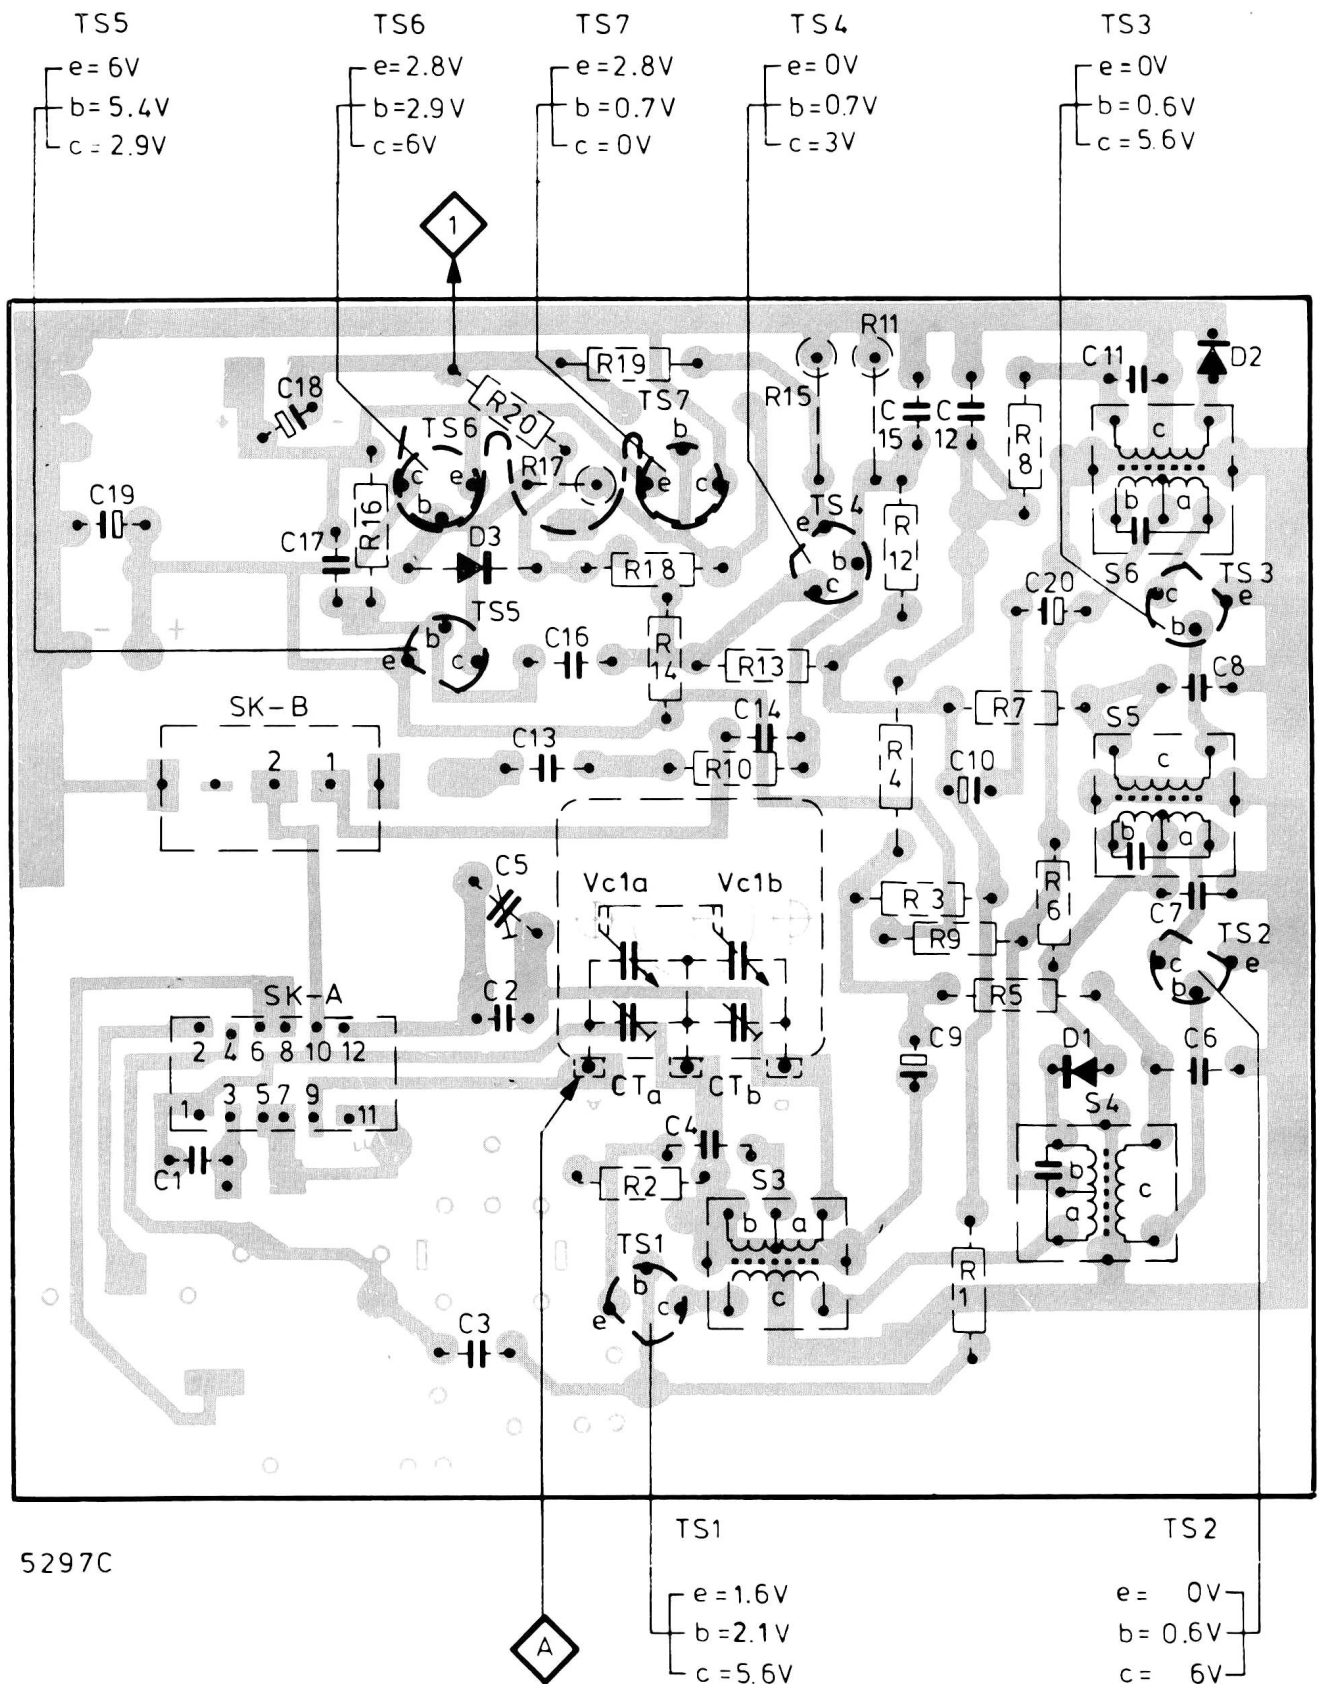 TS5 TS6 TS7 TS4 TS3
e= 6V e=2.8V e=2.8V e=0V e=0V
b=5.4V b=2.9V b=0.7V b=0.7V b=0.6V
c=2.9V c=6V c=0V c=3V c=5.6V
1
R11
C18 R19 C11 D2
R20 TS7 R15
TS6 b C15 C12 R8 c
+ -
C19 c e R17 e c b a
R16 b TS4 R12
C17 D3 e
R18 b S6 TS3
TS5 c C20 c e
- + b b
C16 R14 R13 C8
e c
SK-B C14 R7 S5
C13 R4
2 1 R10 C10 c
b a
C5
Vc1a Vc1b R3 R6 C7
R9 TS2
c e
SK-A C2 R5 b
2 4 6 8 10 12 C9 D1 C6
CTa CTb
1 3 5 7 9 11 S4
C4
C1 R2 S3 b c
b a a
TS1
b R1
c
e c
C3
TS1 TS2
5297C
e=1.6V e= 0V
A b=2.1V b= 0.6V
c=5.6V c= 6V